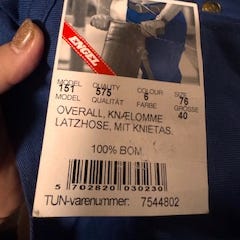 ENGEL
MODEL QUALITY COLOUR SIZE
151 575 6 76
MODEL QUALITÄT FARBE GRÖSSE
40
OVERALL, KNÆLOMME
LATZHOSE, MIT KNIETAS.
100% BOM.
5 702820 030230
TUN-varenummer: 7544802